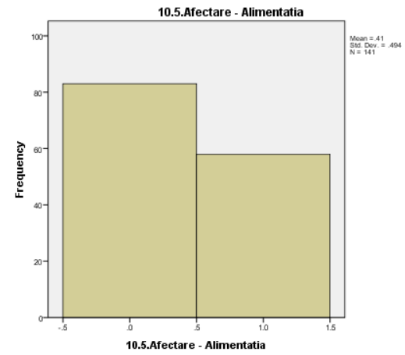 10.5.Afectare - Alimentatia
Mean =.41
Std. Dev. = .494
N = 141
100
80
60
40
20
0
Frequency
-.5 .0 .5 1.0 1.5
10.5.Afectare - Alimentatia